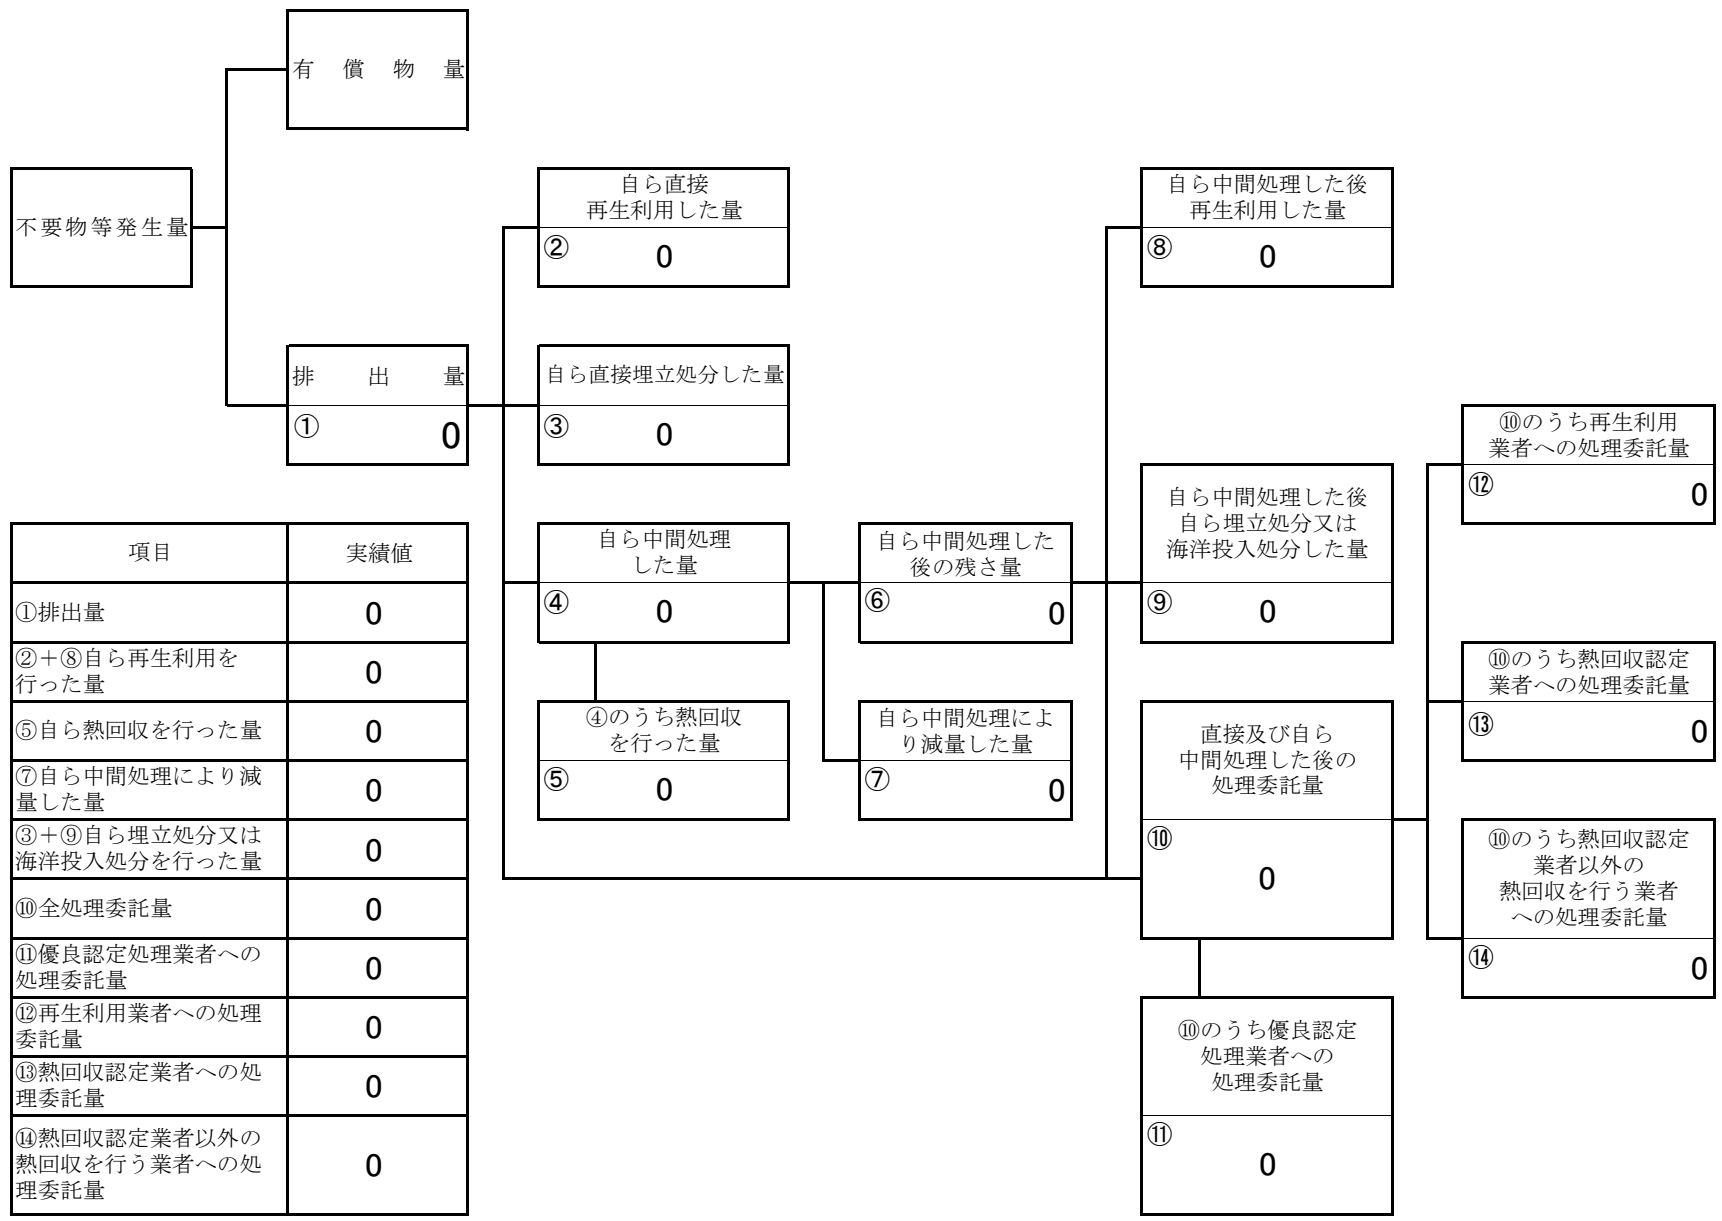 有償物量
不要物等発生量
排出量
①
0
自ら直接
再生利用した量
②
0
自ら直接埋立処分した量
③
0
自ら中間処理
した量
④
0
④のうち熱回収
を行った量
⑤
0
自ら中間処理した
後の残さ量
⑥
0
自ら中間処理によ
り減量した量
⑦
0
自ら中間処理した後
再生利用した量
⑧
0
自ら中間処理した後
自ら埋立処分又は
海洋投入処分した量
⑨
0
直接及び自ら
中間処理した後の
処理委託量
⑩
0
⑩のうち優良認定
処理業者への
処理委託量
⑪
0
⑩のうち再生利用
業者への処理委託量
⑫
0
⑩のうち熱回収認定
業者への処理委託量
⑬
0
⑩のうち熱回収認定
業者以外の
熱回収を行う業者
への処理委託量
⑭
0
項目 実績値
①排出量 0
②＋⑧自ら再生利用を
行った量 0
⑤自ら熱回収を行った量 0
⑦自ら中間処理により減
量した量 0
③＋⑨自ら埋立処分又は
海洋投入処分を行った量 0
⑩全処理委託量 0
⑪優良認定処理業者への
処理委託量 0
⑫再生利用業者への処理
委託量 0
⑬熱回収認定業者への処
理委託量 0
⑭熱回収認定業者以外の
熱回収を行う業者への処
理委託量 0